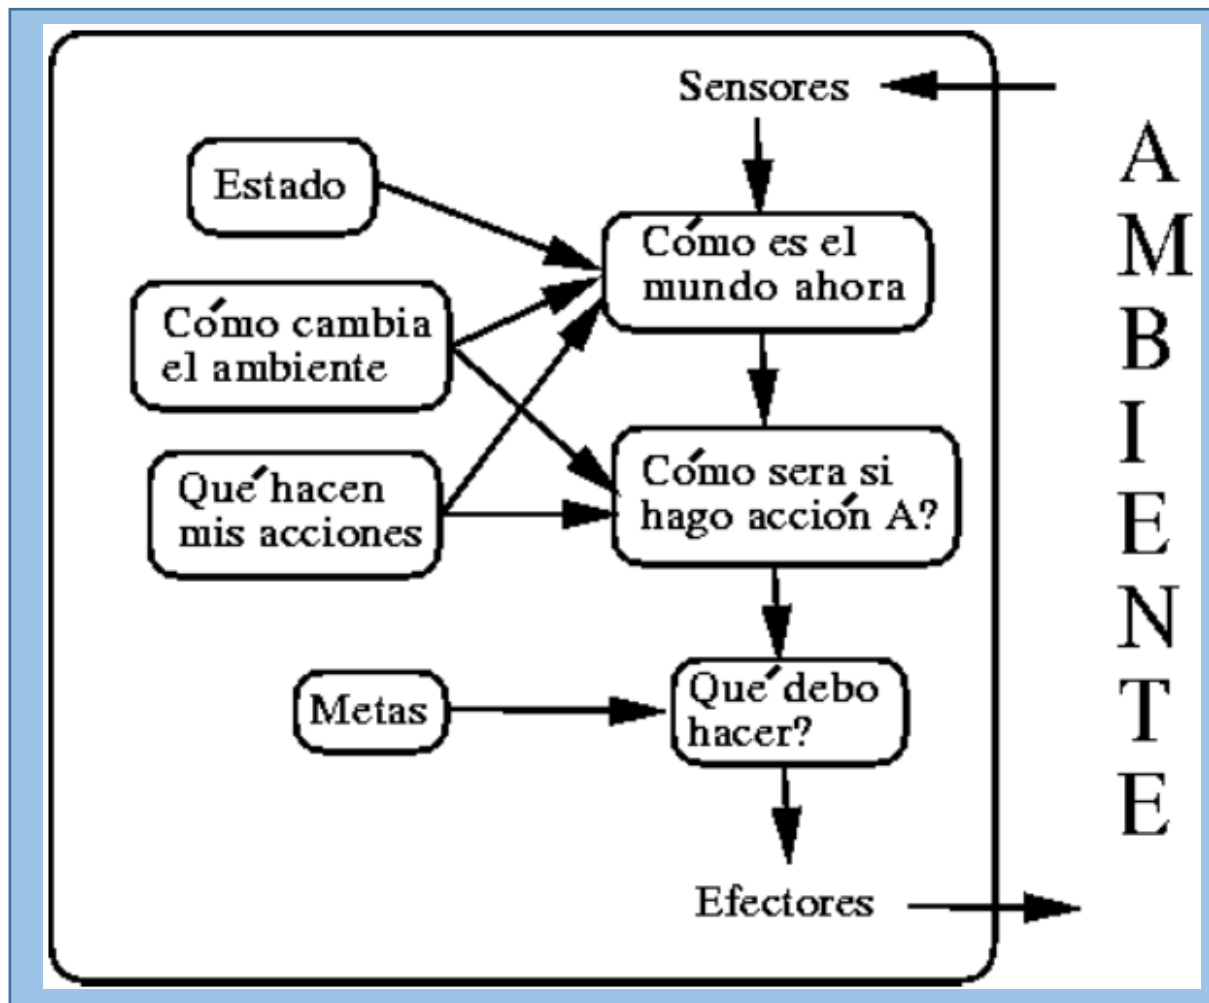 Sensores
Estado
Cómo es el
mundo ahora
Cómo cambia
el ambiente
Qué hacen
mis acciones
Cómo sera si
hago acción A?
Metas
Qué debo
hacer?
Efectores
AMBIENTE